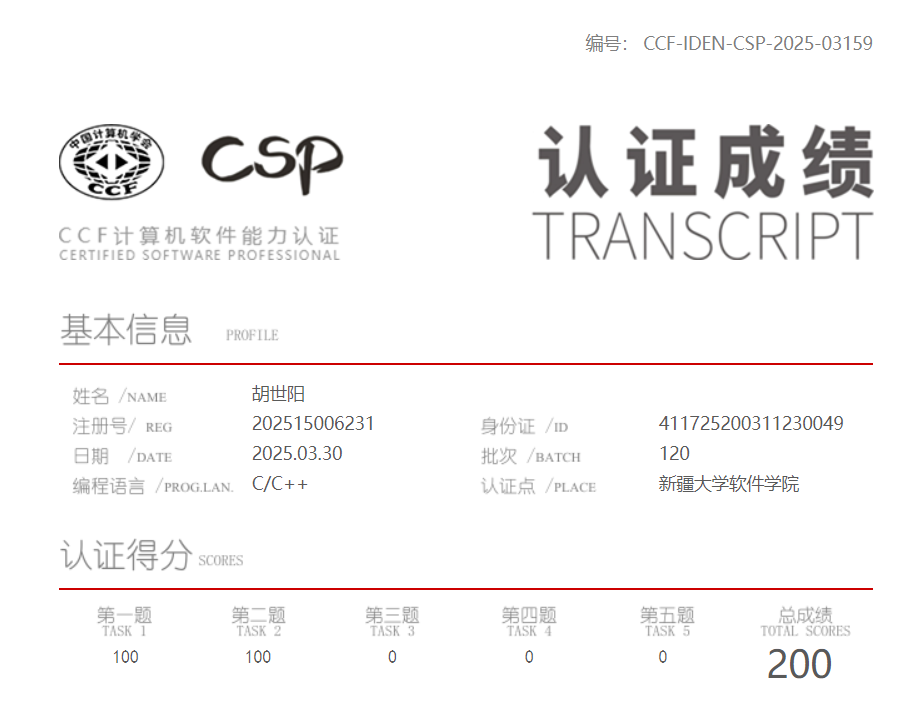 编号： CCF-IDEN-CSP-2025-03159
中国计算机学会
CCF
CSP
认证成绩
TRANSCRIPT
CCF计算机软件能力认证
CERTIFIED SOFTWARE PROFESSIONAL
基本信息 PROFILE
姓名 /NAME 胡世阳
注册号/ REG 202515006231 身份证 /ID 411725200311230049
日期 /DATE 2025.03.30 批次 /BATCH 120
编程语言 /PROG.LAN. C/C++ 认证点 /PLACE 新疆大学软件学院
认证得分 SCORES
第一题 第二题 第三题 第四题 第五题 总成绩
TASK 1 TASK 2 TASK 3 TASK 4 TASK 5 TOTAL SCORES
100 100 0 0 0 200